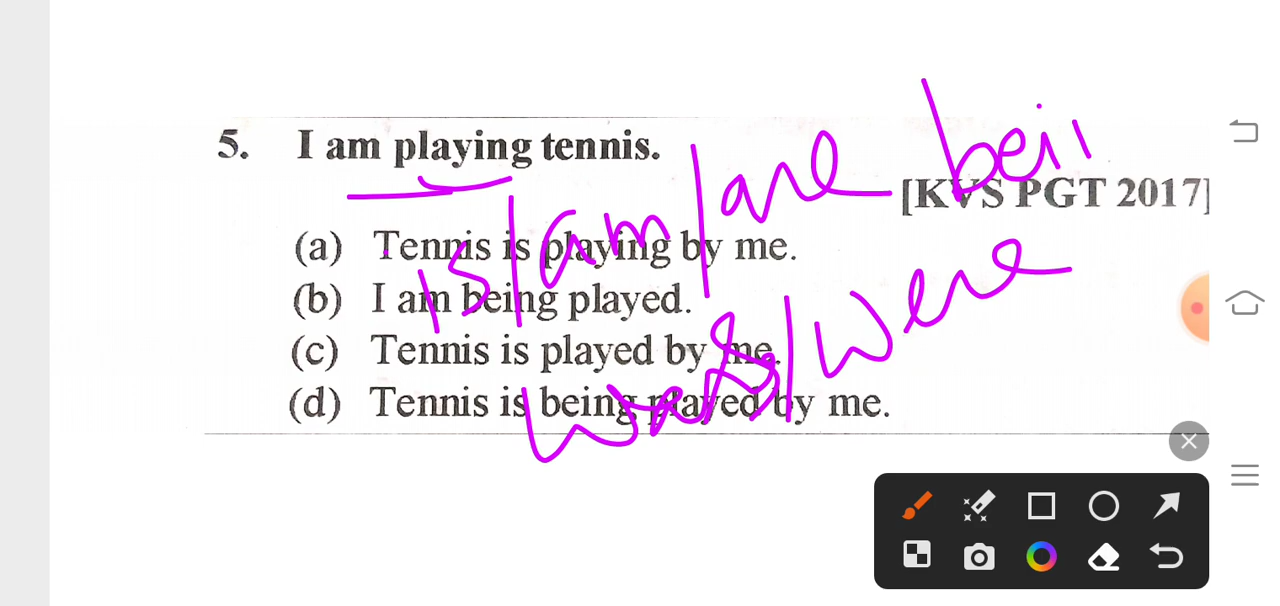 5. I am playing tennis.
[KVS PGT 2017]
(a) Tennis is playing by me.
(b) I am being played.
(c) Tennis is played by me.
(d) Tennis is being played by me.
is/am/are bei
was/were